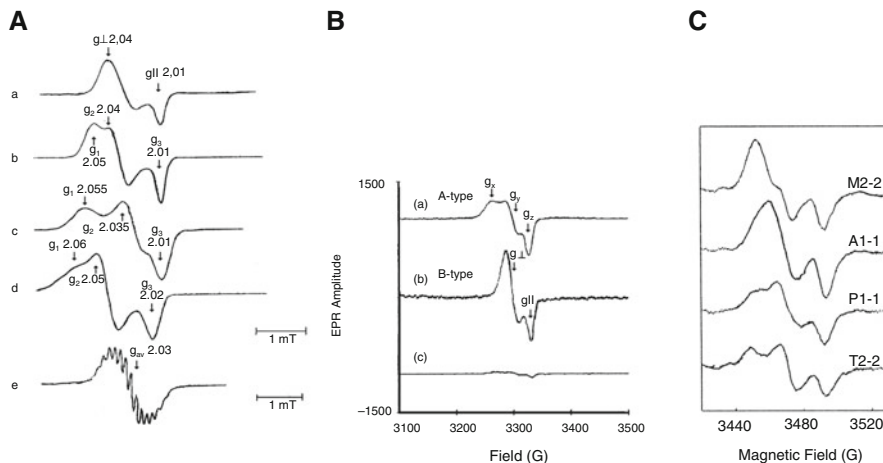 A
B
C
g⊥2,04
gII 2,01
a
g₂ 2.04
b
g₁
2.05
g₃
2.01
g₁ 2.055
c
g₂ 2.035
g₃
2.01
g₁ 2.06
d
g₂2.05
g₃
2.02
1 mT
gav 2.03
e
1 mT
1500
EPR Amplitude
−1500
(a)
A-type
gx
gy
gz
(b)
B-type
g⊥
gII
(c)
3100
3200
3300
3400
3500
Field (G)
M2-2
A1-1
P1-1
T2-2
3440
3480
3520
Magnetic Field (G)